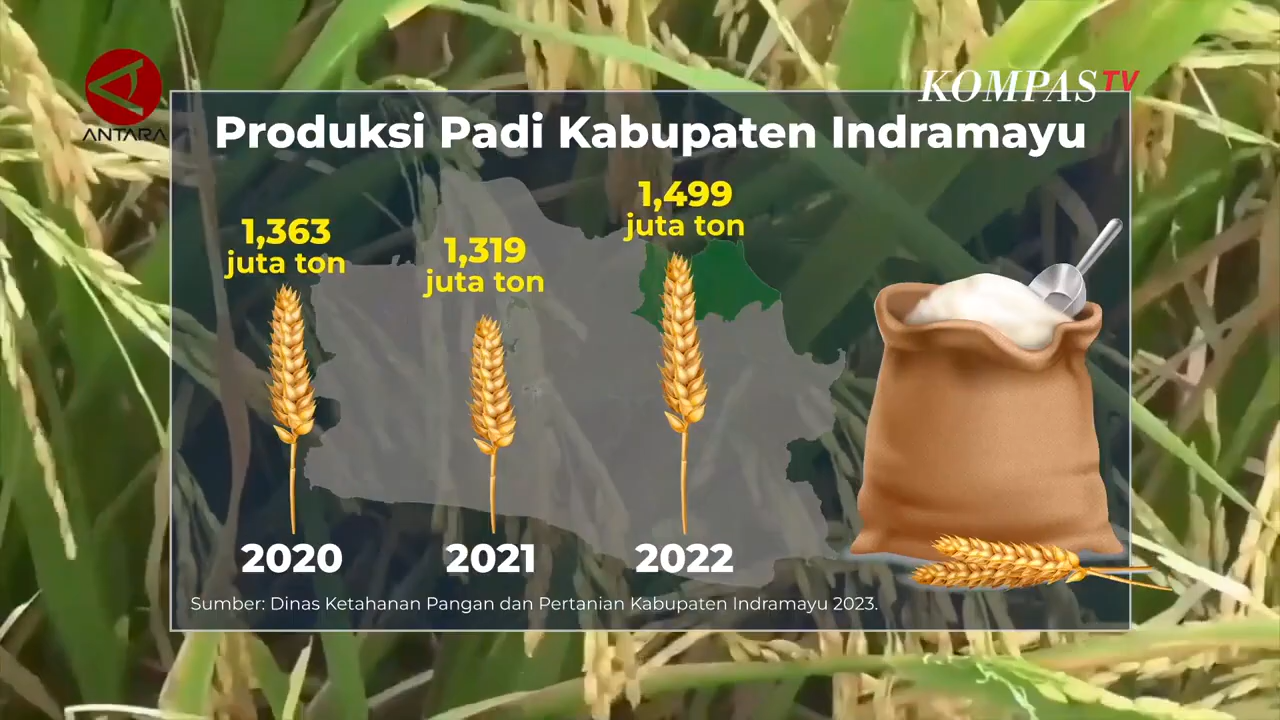 ANTARA
KOMPASTV
Produksi Padi Kabupaten Indramayu
1,363
juta ton
1,319
juta ton
1,499
juta ton
2020
2021
2022
Sumber: Dinas Ketahanan Pangan dan Pertanian Kabupaten Indramayu 2023.